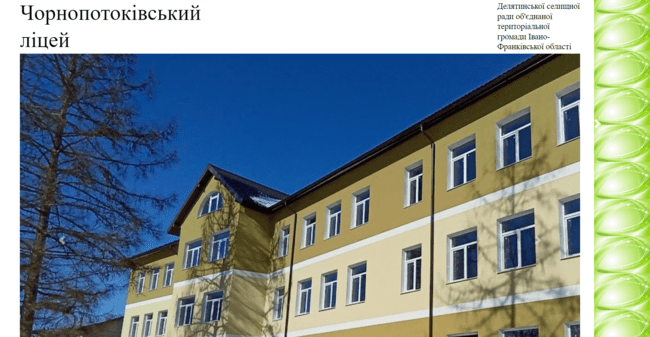 Чорнопотоківський
ліцей
Делятинської селищної
ради об'єднаної
територіальної
громади Івано-
Франківської області